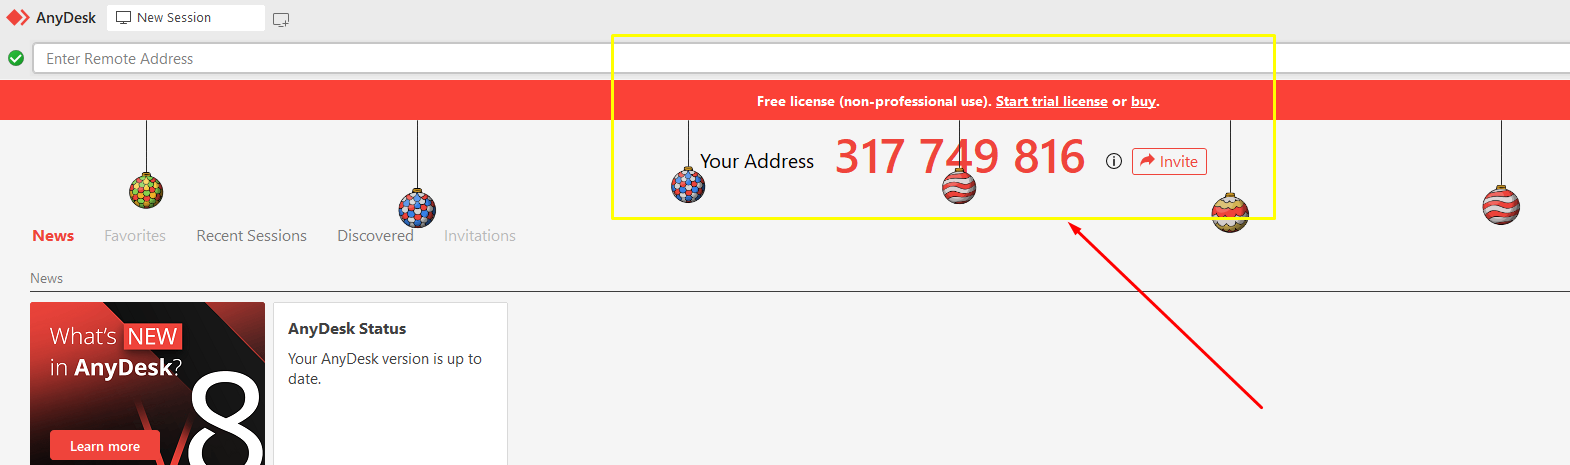 AnyDesk New Session
Enter Remote Address
Free license (non-professional use). Start trial license or buy.
Your Address 317 749 816 Invite
News Favorites Recent Sessions Discovered Invitations
News
What's NEW
in AnyDesk?
8
Learn more
AnyDesk Status
Your AnyDesk version is up to
date.